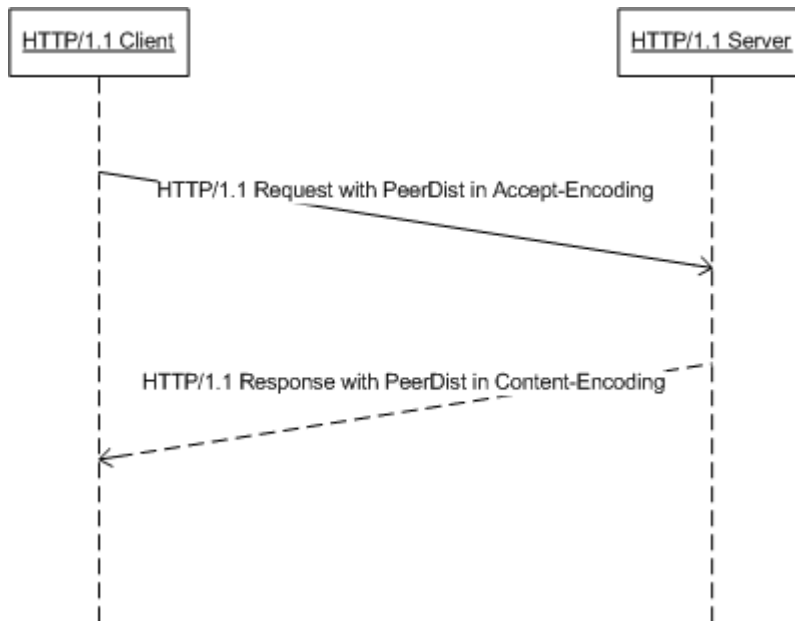 HTTP/1.1 Client
HTTP/1.1 Server
HTTP/1.1 Request with PeerDist in Accept-Encoding
HTTP/1.1 Response with PeerDist in Content-Encoding